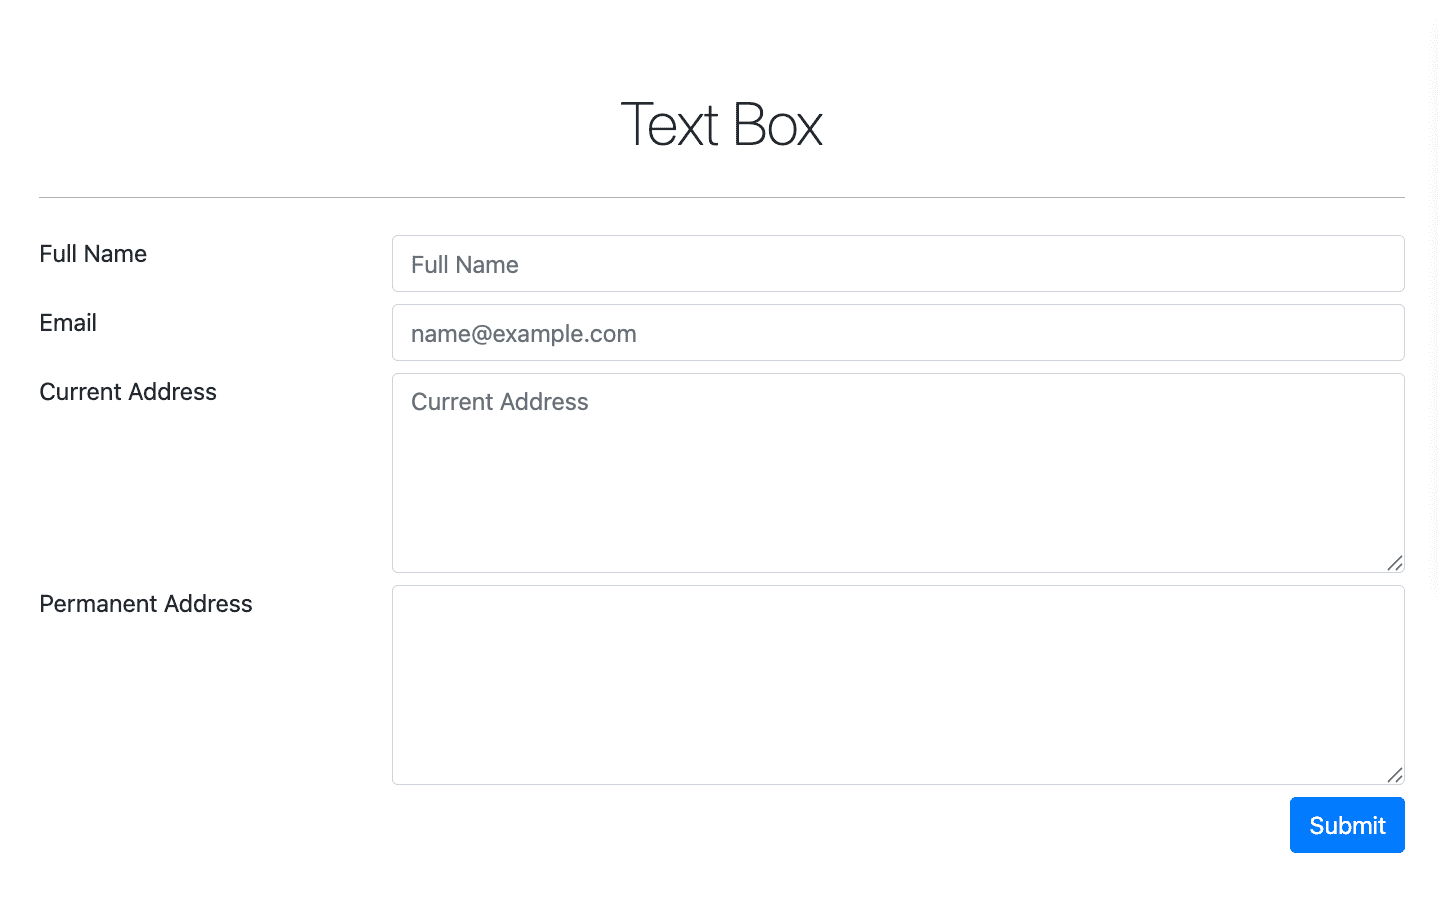 Text Box
Full Name
Full Name
Email
name@example.com
Current Address
Current Address
Permanent Address
Submit